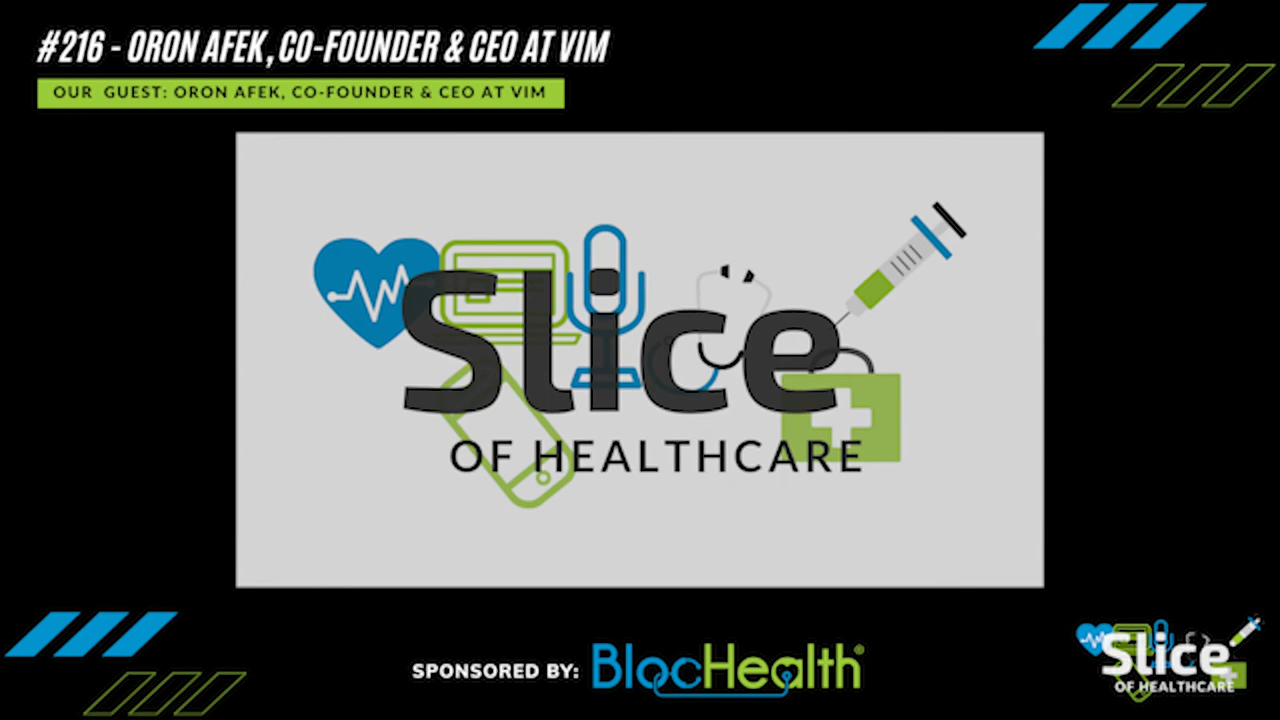 #216 - ORON AFEK, CO-FOUNDER & CEO AT VIM
OUR GUEST: ORON AFEK, CO-FOUNDER & CEO AT VIM
Slice
OF HEALTHCARE
SPONSORED BY: BlocHealth®
Slice
OF HEALTHCARE